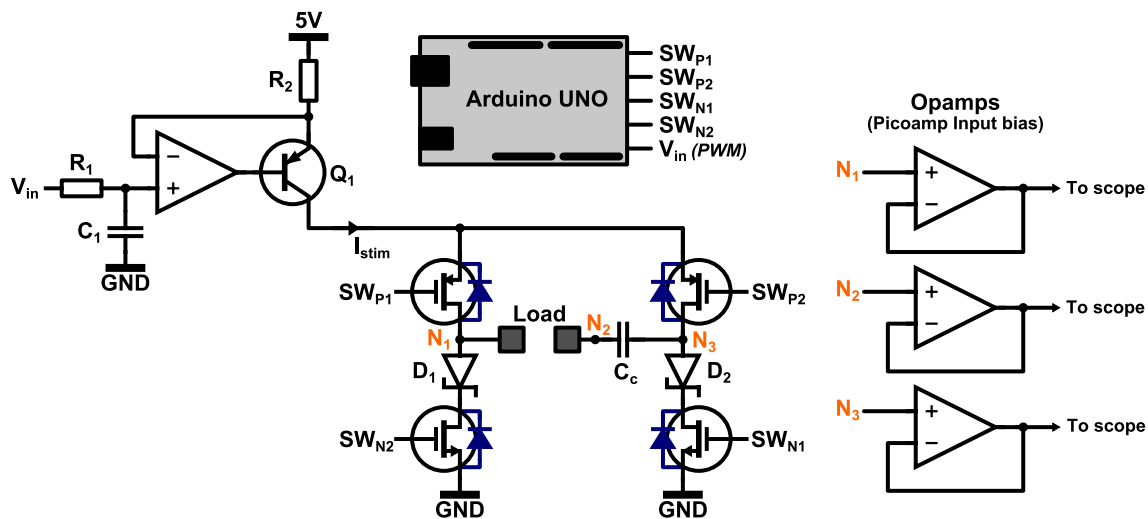 5V
R2
R1
Vin
C1
GND
Q1
Istim
Arduino UNO
SWP1
SWP2
SWN1
SWN2
Vin (PWM)
SWP1
SWP2
Load
N1
N2
N3
Cc
D1
D2
SWN2
SWN1
GND
GND
Opamps
(Picoamp Input bias)
N1
+
−
To scope
N2
+
−
To scope
N3
+
−
To scope
−
+